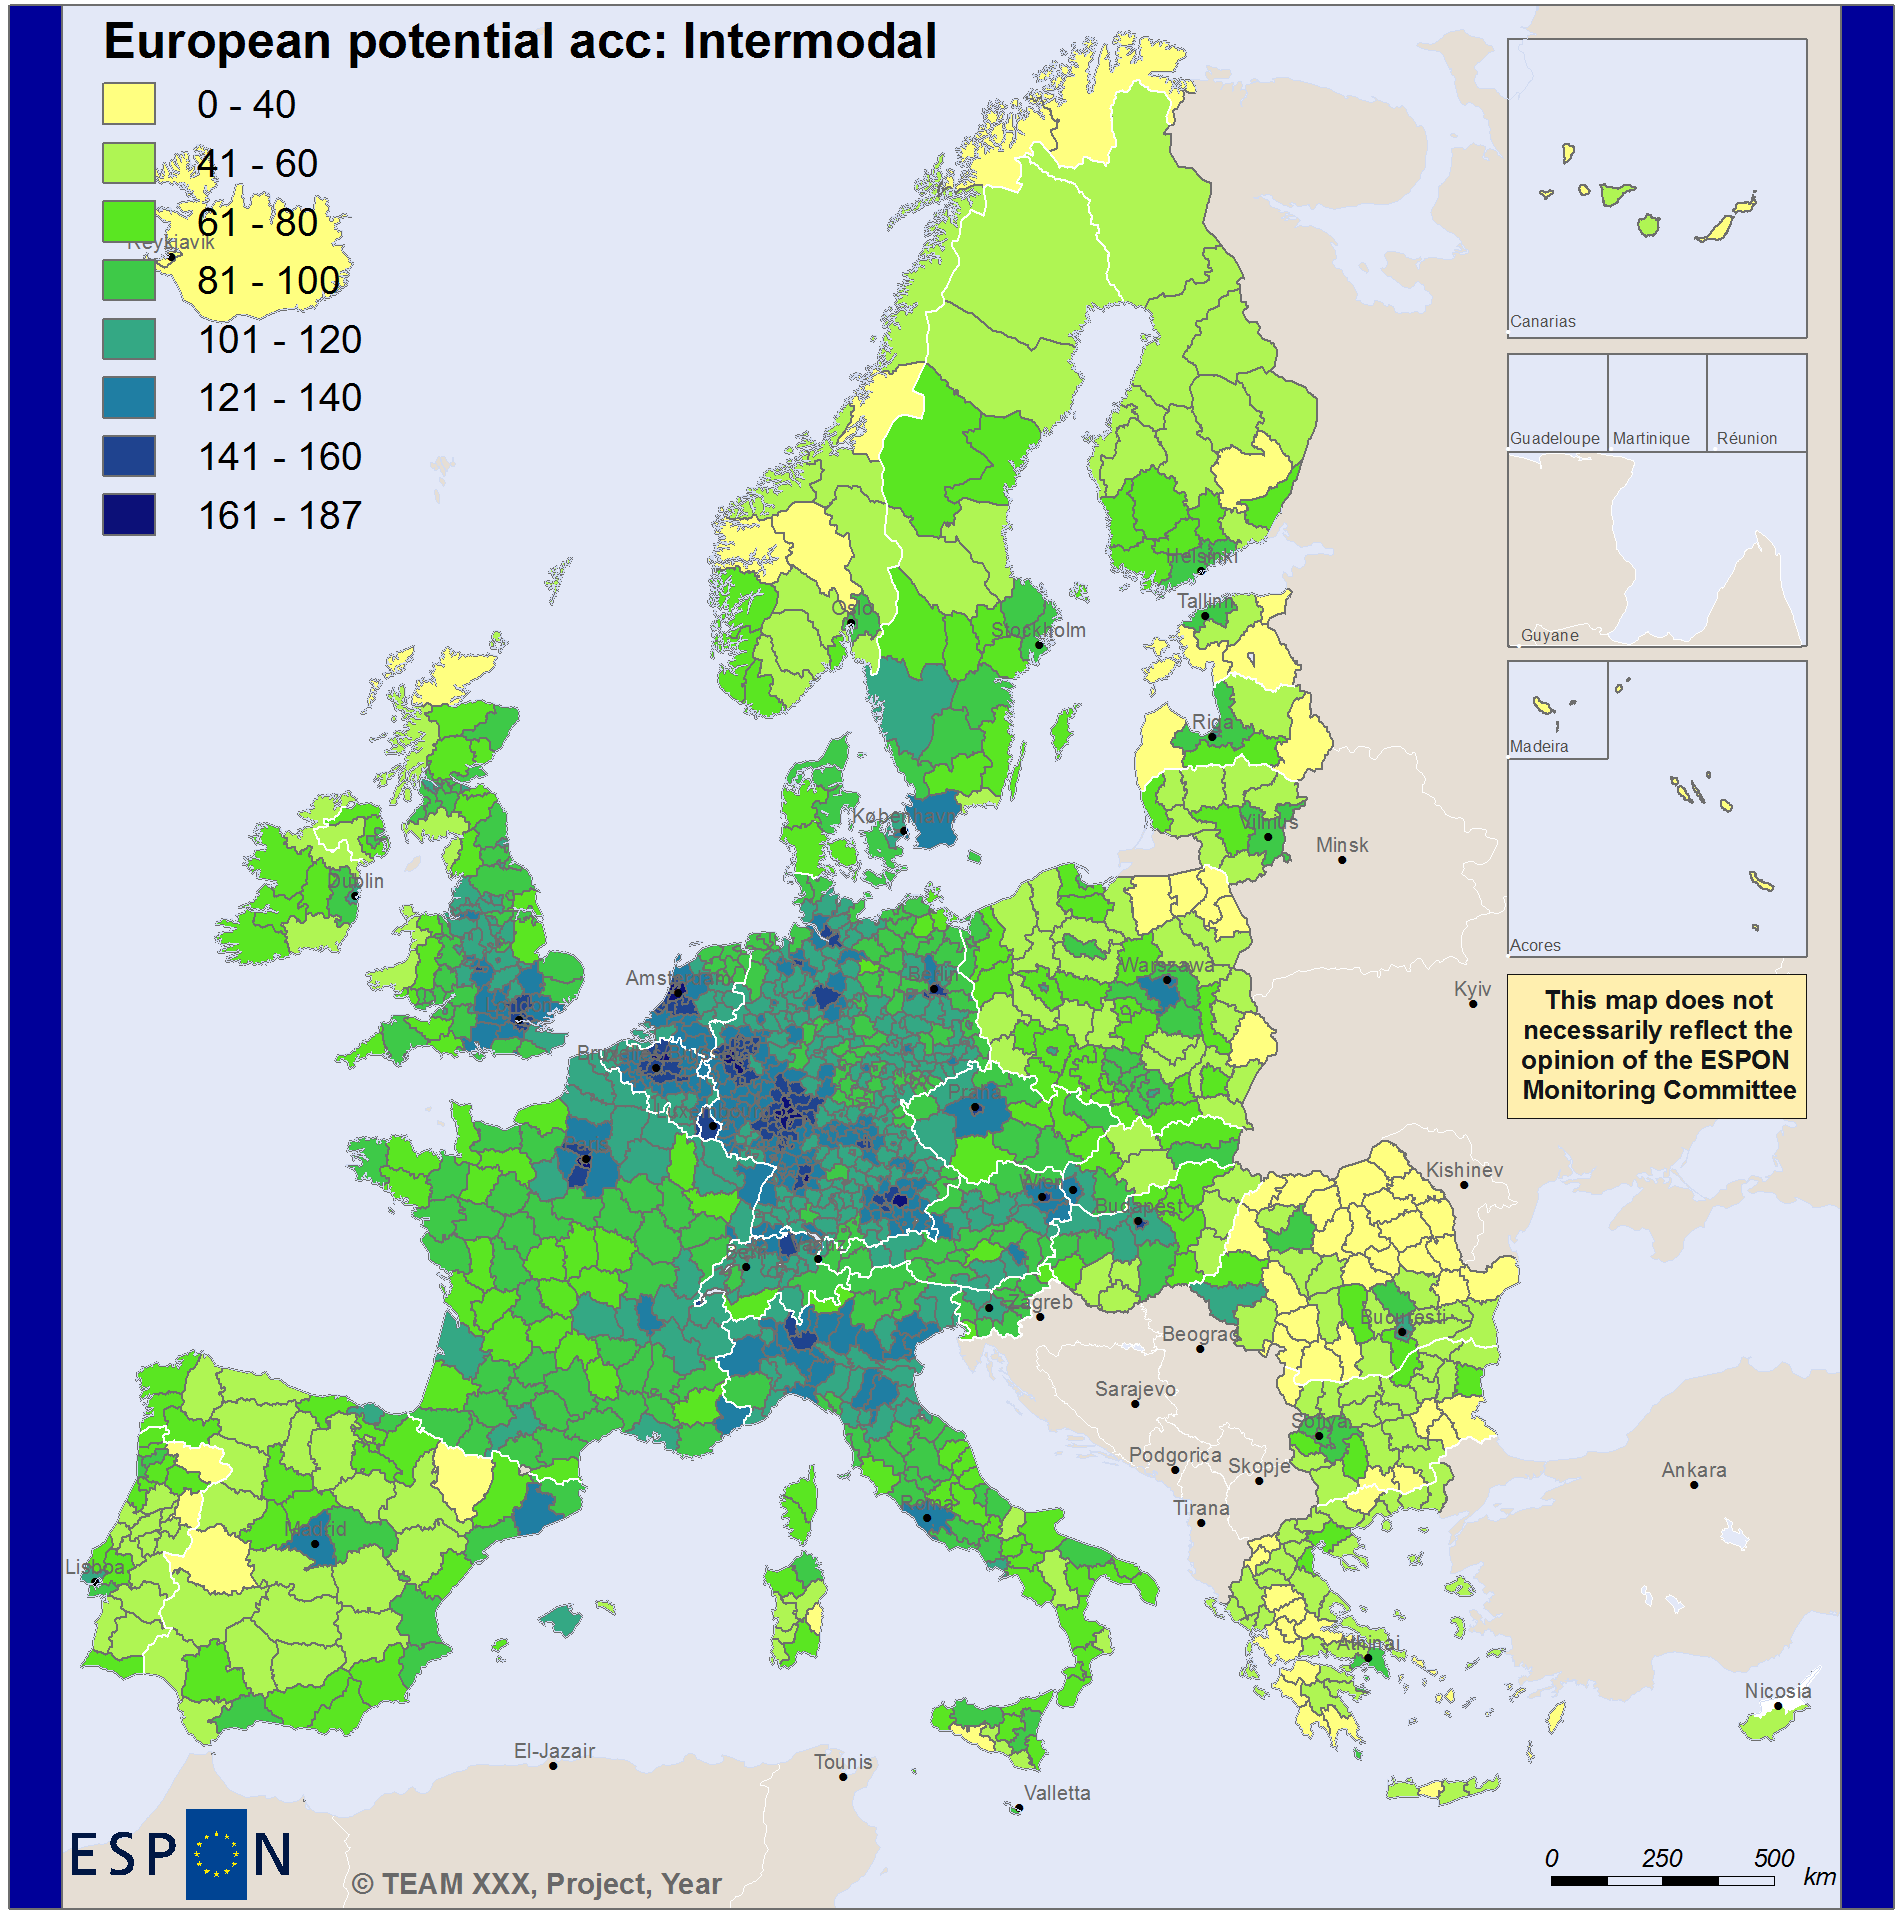 European potential acc: Intermodal
0 - 40
41 - 60
61 - 80
81 - 100
101 - 120
121 - 140
141 - 160
161 - 187
Reykjavik
Canarias
Guadeloupe
Martinique
Réunion
Guyane
Madeira
Acores
Helsinki
Tallinn
Oslo
Stockholm
Riga
København
Vilnius
Minsk
Dublin
Amsterdam
Berlin
Warszawa
Kyiv
London
Praha
Paris
Wien
Budapest
Kishinev
Bern
Zagreb
Beograd
Bucuresti
Sarajevo
Sofiya
Podgorica
Skopje
Tirana
Ankara
Roma
Madrid
Lisboa
Athinai
Nicosia
El-Jazair
Tounis
Valletta
This map does not
necessarily reflect the
opinion of the ESPON
Monitoring Committee
ESPON
© TEAM XXX, Project, Year
0 250 500
km